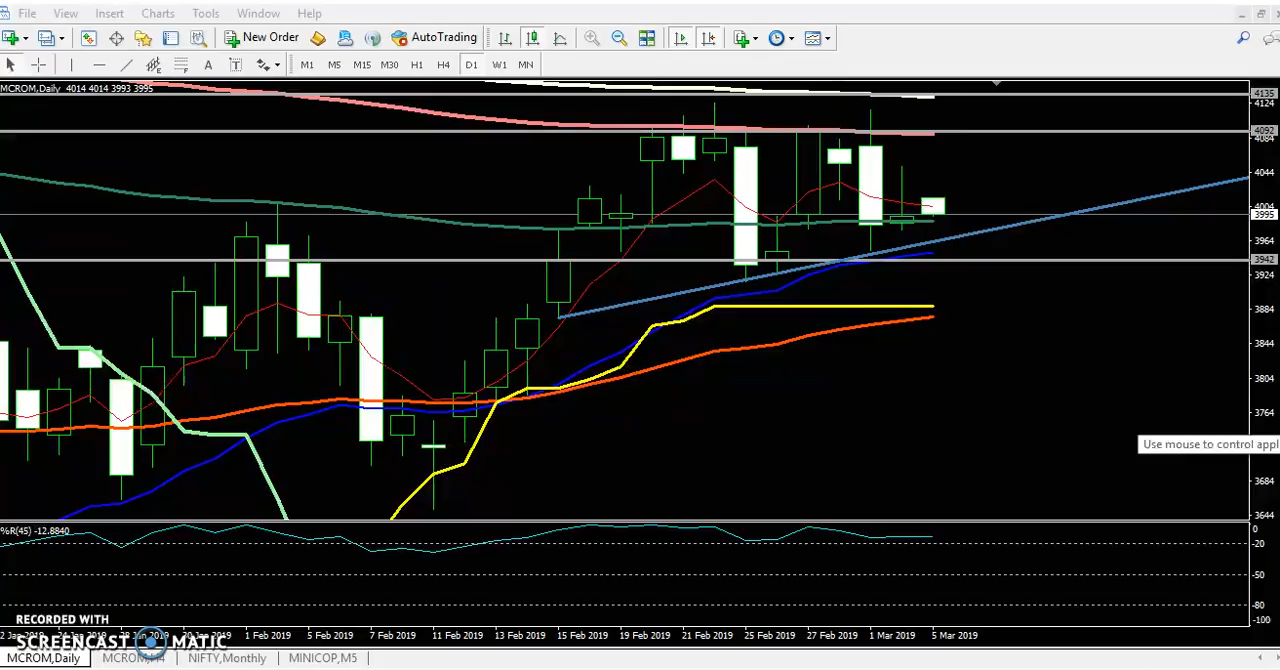 File View Insert Charts Tools Window Help
New Order AutoTrading
A T M1 M5 M15 M30 H1 H4 D1 W1 MN
MCROM,Daily 4014 4014 3993 3995
4135
4124
4092
4084
4044
4004
3995
3964
3942
3924
3884
3844
3804
3764
Use mouse to control appl
3684
3644
%R(45) -12.8840
0
-20
-50
-80
-100
RECORDED WITH
SCREENCAST MATIC
1 Feb 2019 5 Feb 2019 7 Feb 2019 11 Feb 2019 13 Feb 2019 15 Feb 2019 19 Feb 2019 21 Feb 2019 25 Feb 2019 27 Feb 2019 1 Mar 2019 5 Mar 2019
MCROM,Daily MCROM,H4 NIFTY,Monthly MINICOP,M5